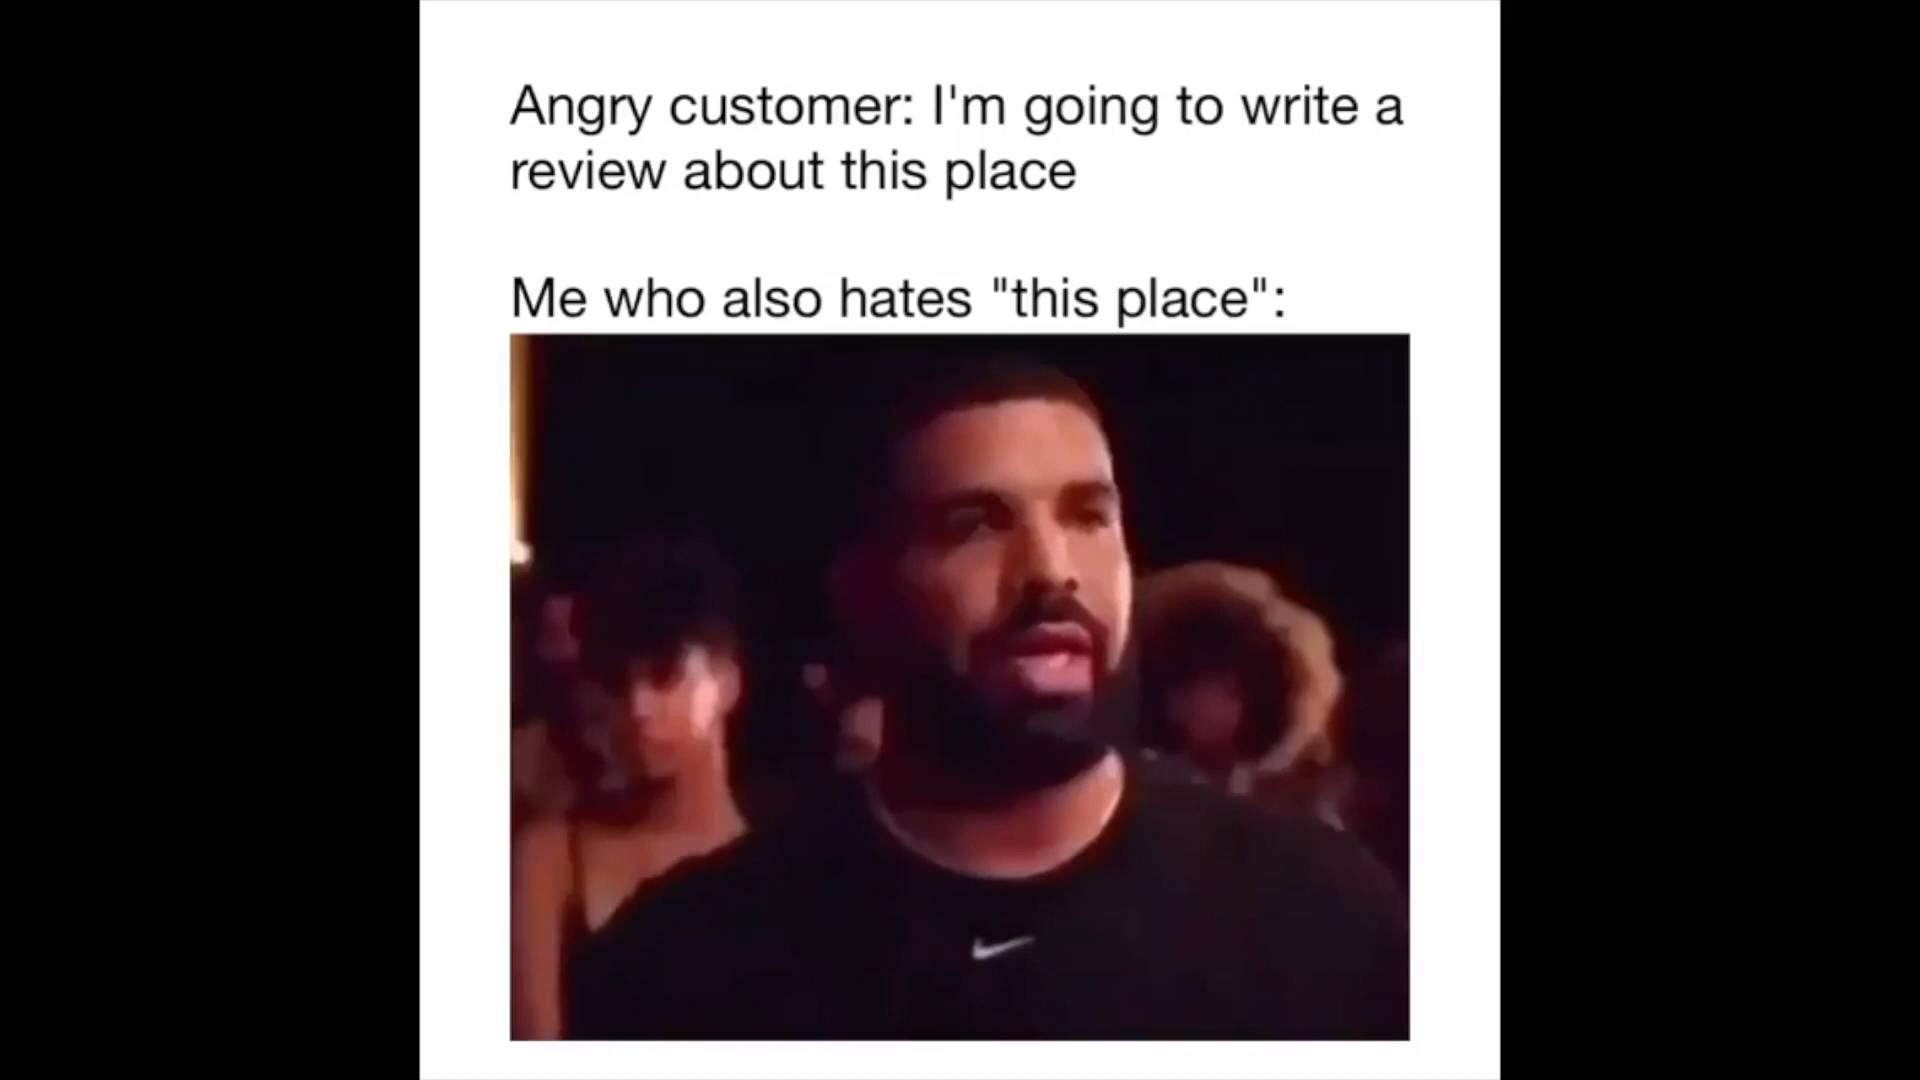 Angry customer: I'm going to write a
review about this place
Me who also hates "this place":